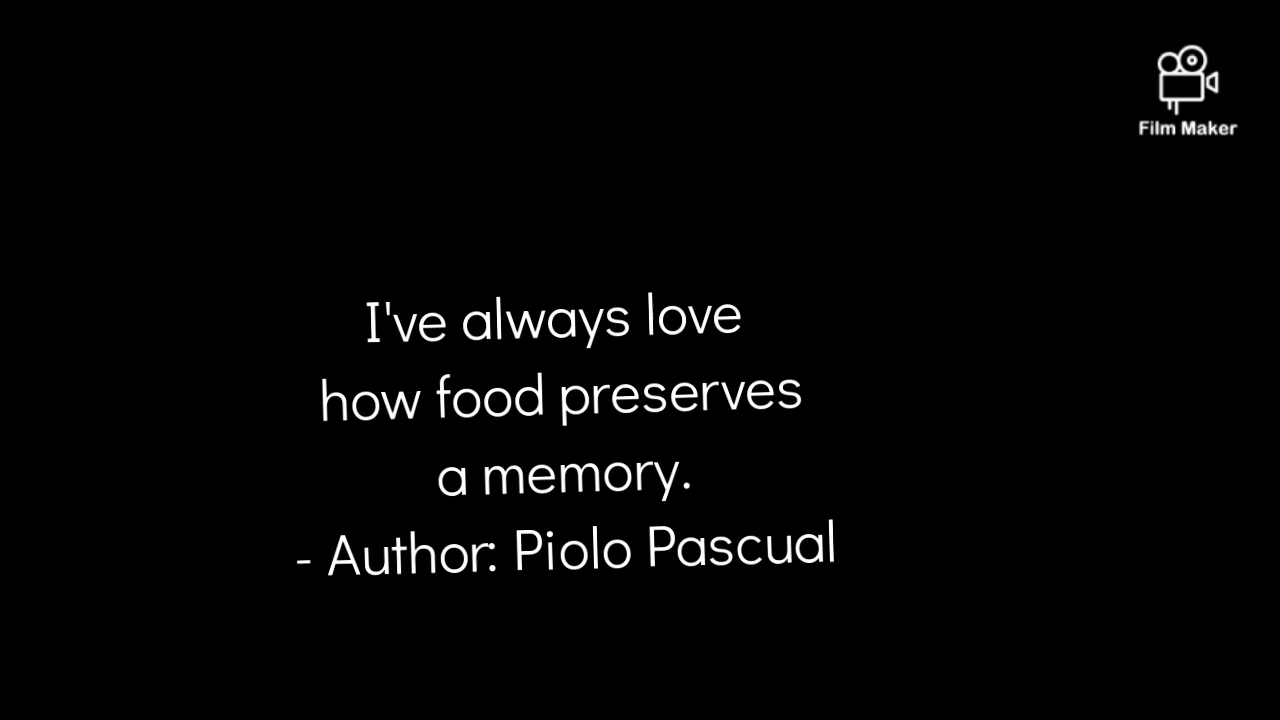 Film Maker
I've always love
how food preserves
a memory.
- Author: Piolo Pascual